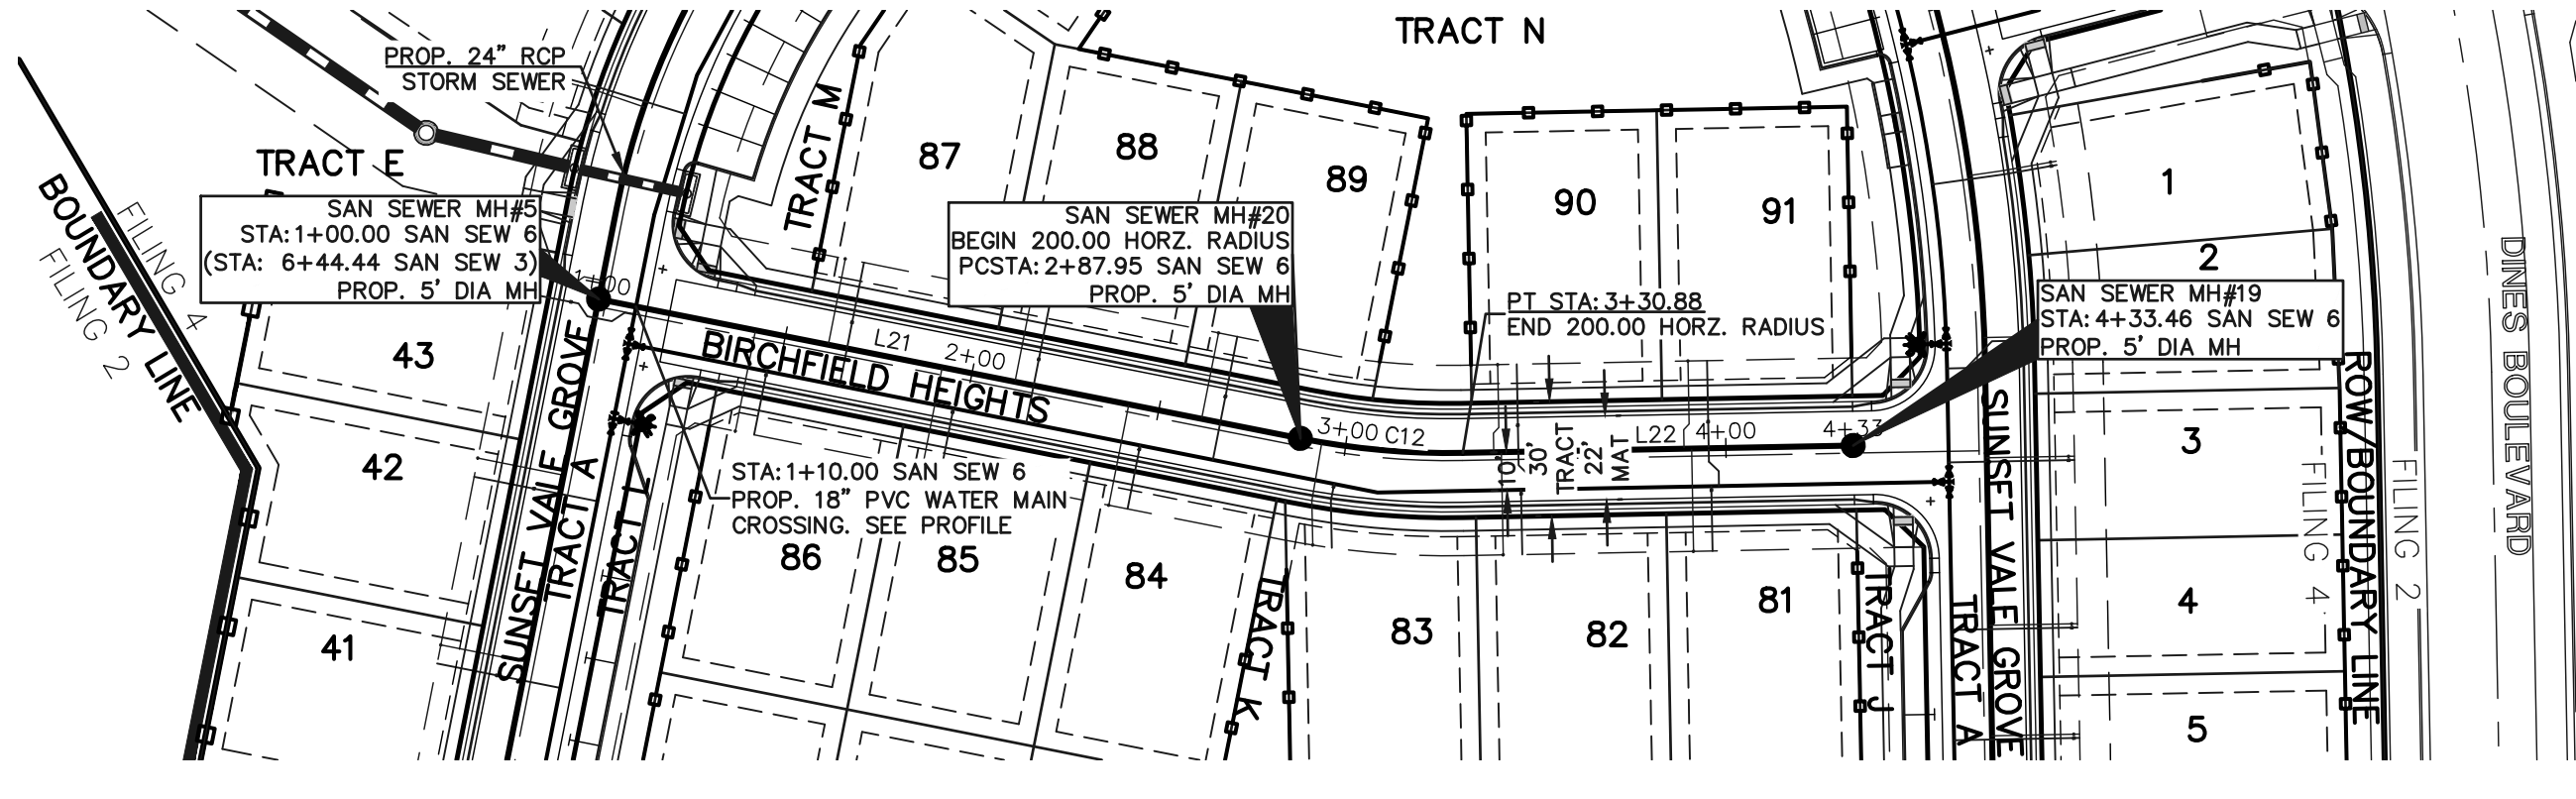 TRACT N
PROP. 24" RCP
STORM SEWER
TRACT E
TRACT M
87
88
89
90
91
1
2
SAN SEWER MH#5
STA:1+00.00 SAN SEW 6
(STA: 6+44.44 SAN SEW 3)
PROP. 5' DIA MH
1+00
SAN SEWER MH#20
BEGIN 200.00 HORZ. RADIUS
PCSTA:2+87.95 SAN SEW 6
PROP. 5' DIA MH
PT STA:3+30.88
END 200.00 HORZ. RADIUS
SAN SEWER MH#19
STA:4+33.46 SAN SEW 6
PROP. 5' DIA MH
BOUNDARY LINE
FILING 4
FILING 2
L21
2+00
BIRCHFIELD HEIGHTS
3+00
C12
10'
30'
TRACT
22'
MAT
L22
4+00
4+33
43
42
41
SUNSET VALE GROVE
TRACT A
TRACT L
STA:1+10.00 SAN SEW 6
PROP. 18" PVC WATER MAIN
CROSSING. SEE PROFILE
86
85
84
TRACT K
83
82
81
TRACT J
TRACT A
SUNSET VALE GROVE
3
4
5
FILING 4
ROW/BOUNDARY LINE
FILING 2
DINES BOULEVARD